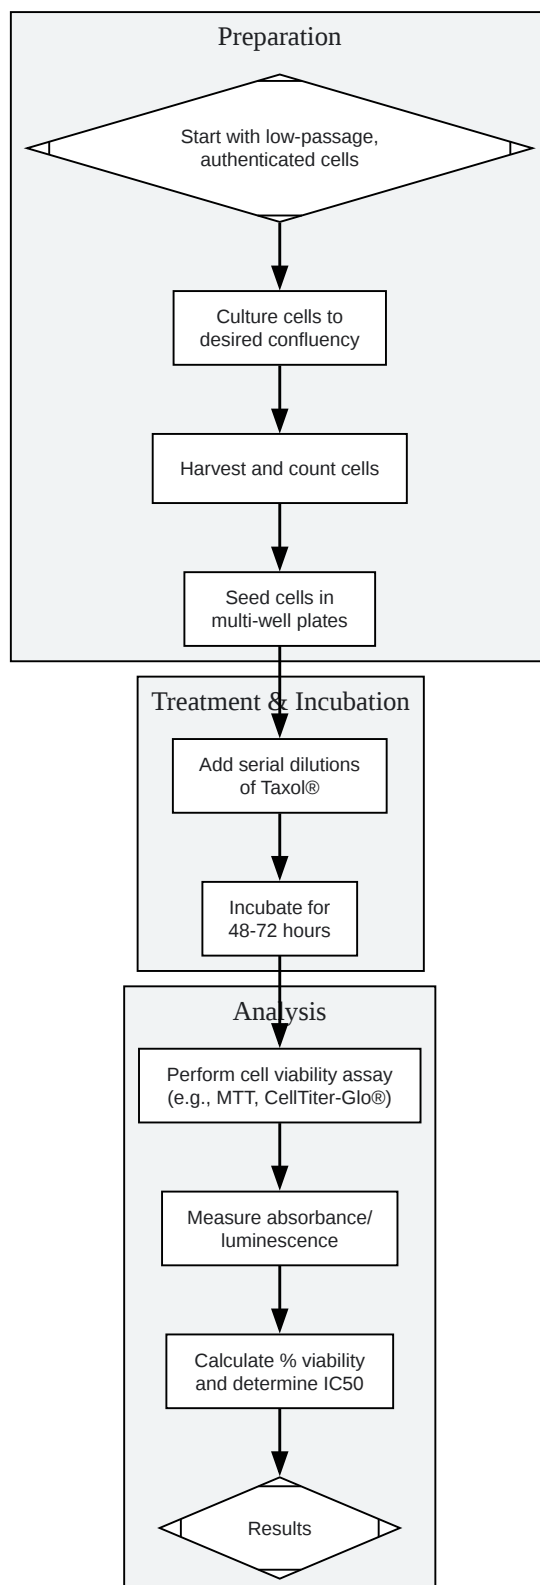 Preparation
Start with low-passage,
authenticated cells
Culture cells to
desired confluency
Harvest and count cells
Seed cells in
multi-well plates
Treatment & Incubation
Add serial dilutions
of Taxol®
Incubate for
48-72 hours
Analysis
Perform cell viability assay
(e.g., MTT, CellTiter-Glo®)
Measure absorbance/
luminescence
Calculate % viability
and determine IC50
Results